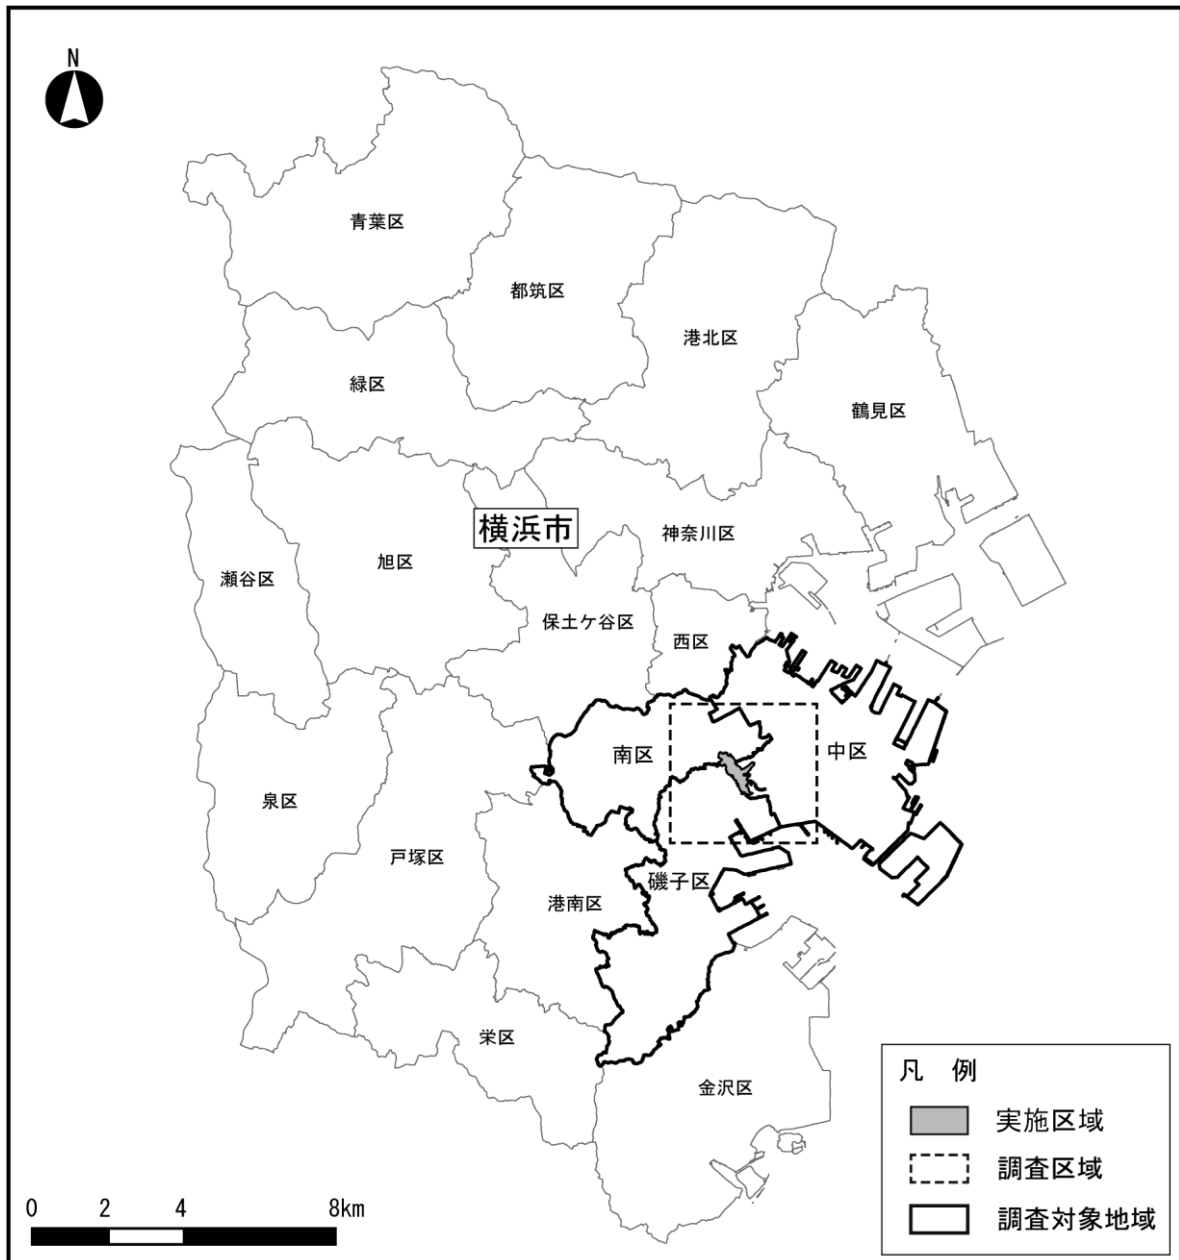 N
青葉区
都筑区
港北区
緑区
鶴見区
横浜市
神奈川区
旭区
瀬谷区
保土ケ谷区
西区
南区
中区
泉区
戸塚区
磯子区
港南区
栄区
金沢区
凡 例
実施区域
調査区域
調査対象地域
0 2 4 8km